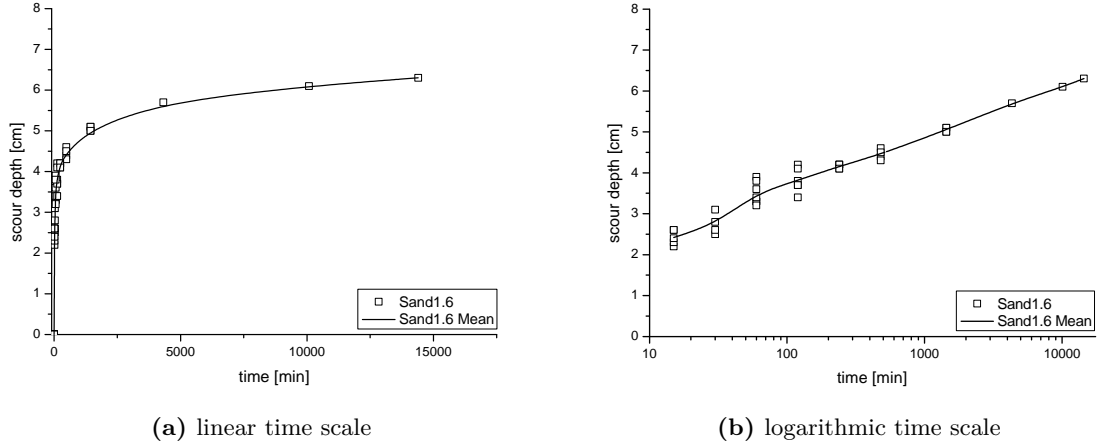 8
7
6
5
4
3
2
1
0
scour depth [cm]
0 5000 10000 15000
time [min]
Sand1.6
Sand1.6 Mean
(a) linear time scale
8
7
6
5
4
3
2
1
0
scour depth [cm]
10 100 1000 10000
time [min]
Sand1.6
Sand1.6 Mean
(b) logarithmic time scale